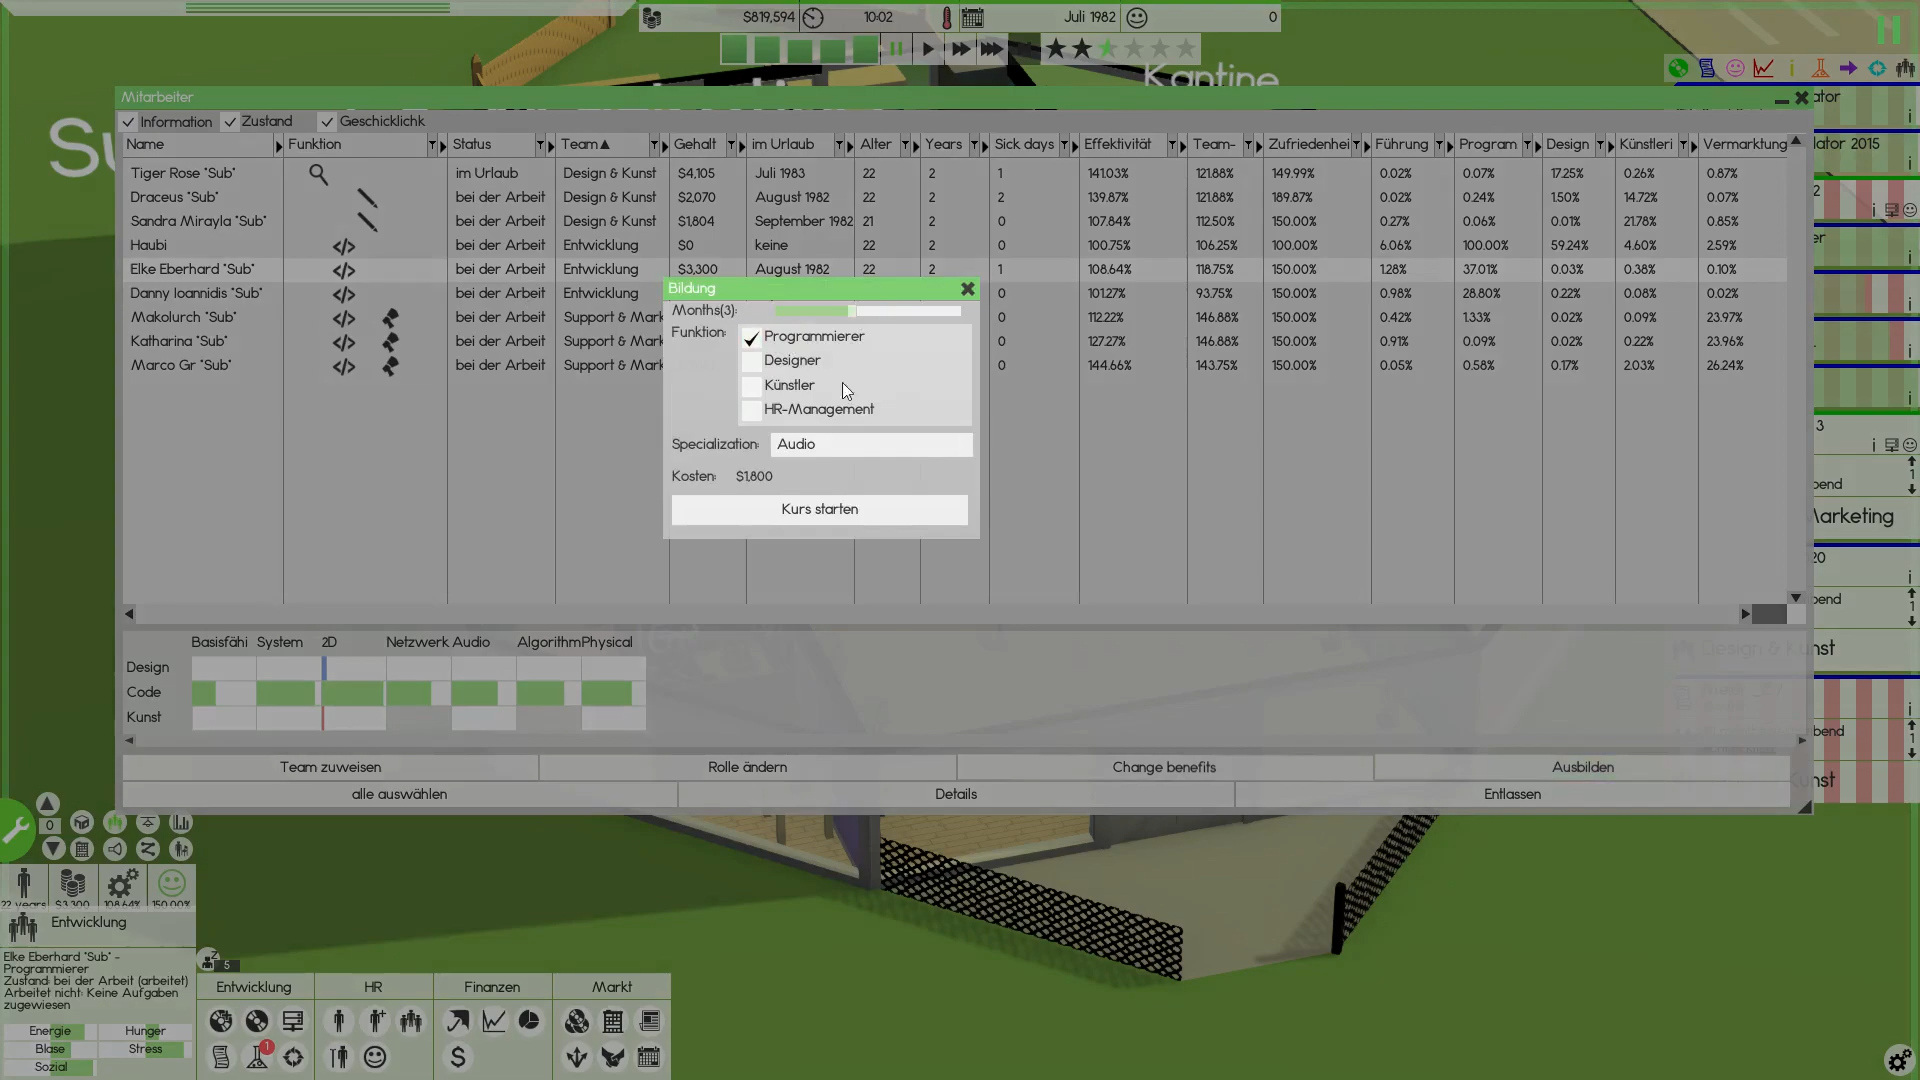 $819,594
10:02
Juli 1982
0
Kantine
Mitarbeiter
Information Zustand Geschicklichk.
Name Funktion Status Team▲ Gehalt im Urlaub Alter Years Sick days Effektivität Team- Zufriedenhei Führung Program Design Künstleri Vermarktung
Tiger Rose "Sub" im Urlaub Design & Kunst $4,105 Juli 1983 22 2 1 141.03% 121.88% 149.99% 0.02% 0.07% 17.25% 0.26% 0.87%
Draceus "Sub" bei der Arbeit Design & Kunst $2,070 August 1982 22 2 2 139.87% 121.88% 189.87% 0.02% 0.24% 1.50% 14.72% 0.07%
Sandra Mirayla "Sub" bei der Arbeit Design & Kunst $1,804 September 1982 21 2 0 107.84% 112.50% 150.00% 0.27% 0.06% 0.01% 21.78% 0.85%
Haubi bei der Arbeit Entwicklung $0 keine 22 2 0 100.75% 106.25% 100.00% 6.06% 100.00% 59.24% 4.60% 2.59%
Elke Eberhard "Sub" bei der Arbeit Entwicklung $3,300 August 1982 22 2 1 108.64% 118.75% 150.00% 1.28% 37.01% 0.03% 0.38% 0.10%
Danny Ioannidis "Sub" bei der Arbeit Entwicklung 0 101.27% 93.75% 150.00% 0.98% 28.80% 0.22% 0.08% 0.02%
Makolurch "Sub" bei der Arbeit Support & Mark 0 112.22% 146.88% 150.00% 0.42% 1.33% 0.02% 0.09% 23.97%
Katharina "Sub" bei der Arbeit Support & Mark 0 127.27% 146.88% 150.00% 0.91% 0.09% 0.02% 0.22% 23.96%
Marco Gr "Sub" bei der Arbeit Support & Mark 0 144.66% 143.75% 150.00% 0.05% 0.58% 0.17% 2.03% 26.24%
Bildung
Months(3):
Funktion:
Programmierer
Designer
Künstler
HR-Management
Specialization: Audio
Kosten: $1,800
Kurs starten
Basisfähi System 2D Netzwerk Audio Algorithm Physical
Design
Code
Kunst
Team zuweisen Rolle ändern Change benefits Ausbilden
alle auswählen Details Entlassen
ator
lator 2015
Marketing
Design & Kunst
0
22 years $3,300 108.64% 150.00%
Entwicklung
Elke Eberhard "Sub" -
Programmierer
Zustand: bei der Arbeit (arbeitet)
Arbeitet nicht: Keine Aufgaben
zugewiesen
Energie Hunger
Blase Stress
Sozial
5
Entwicklung HR Finanzen Markt
1